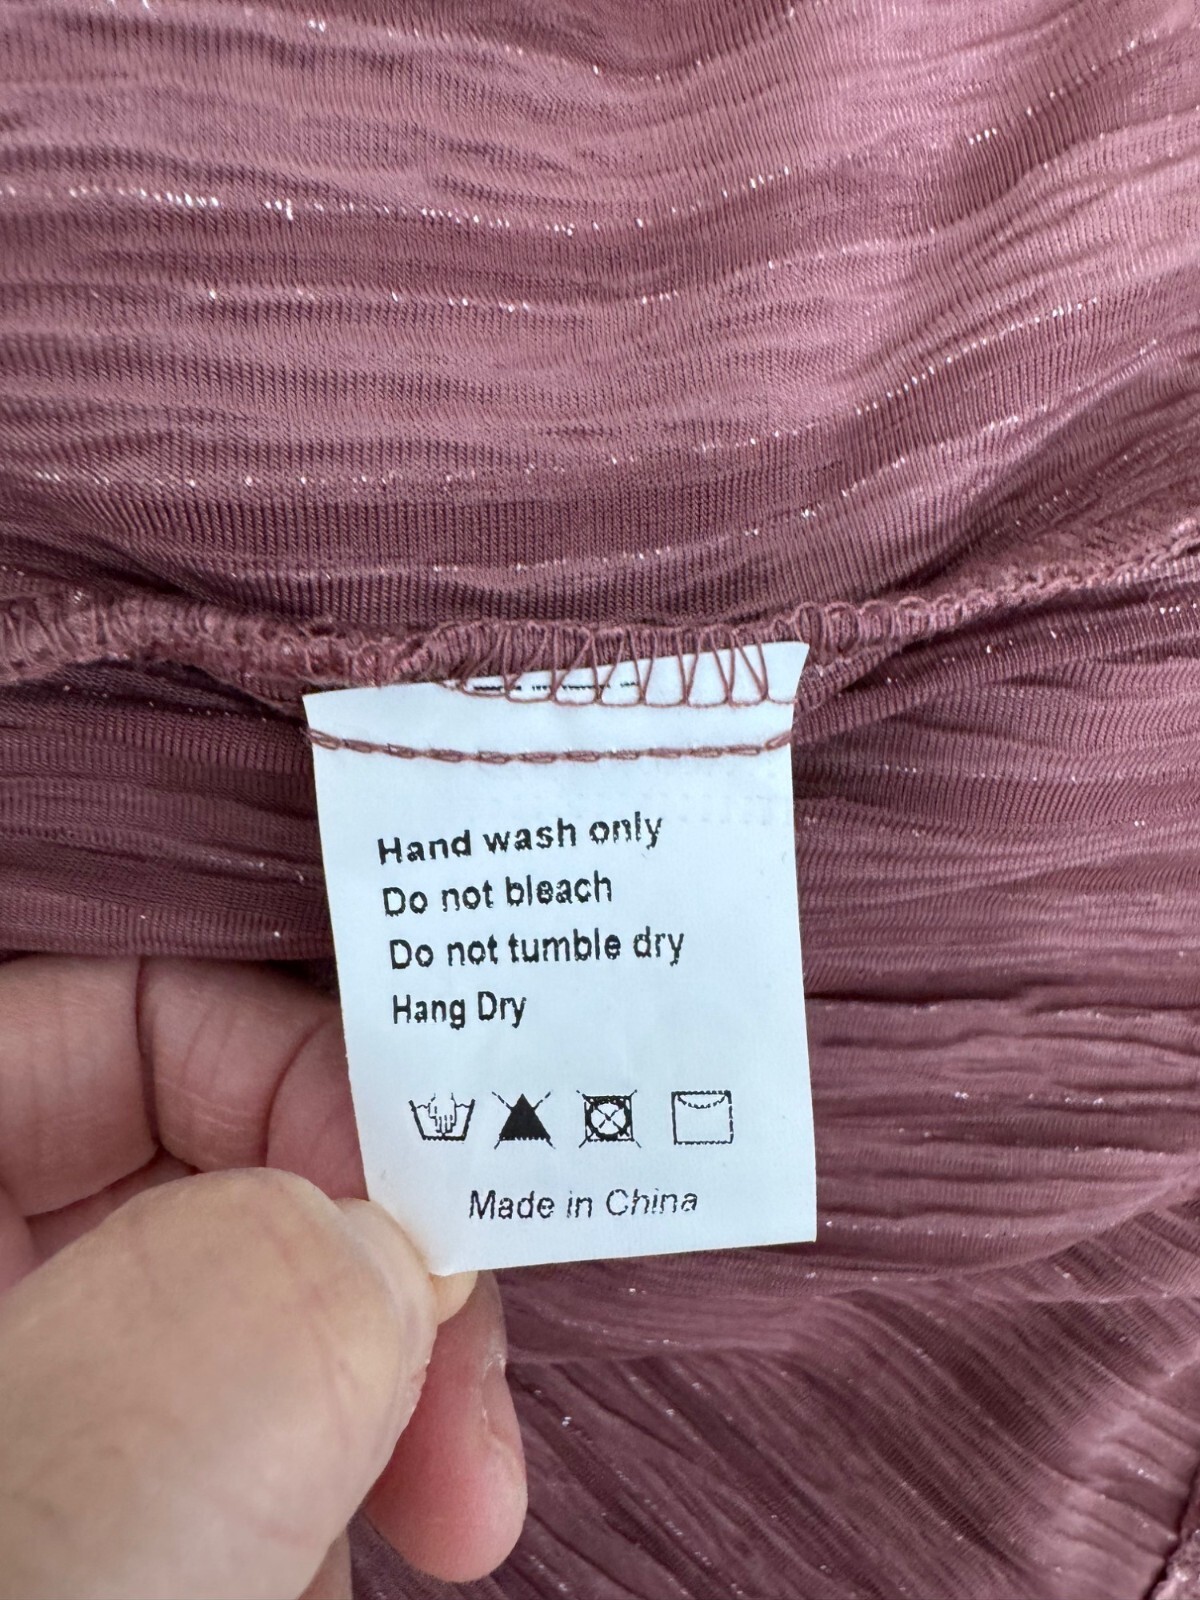 Hand wash only
Do not bleach
Do not tumble dry
Hang Dry
Made in China